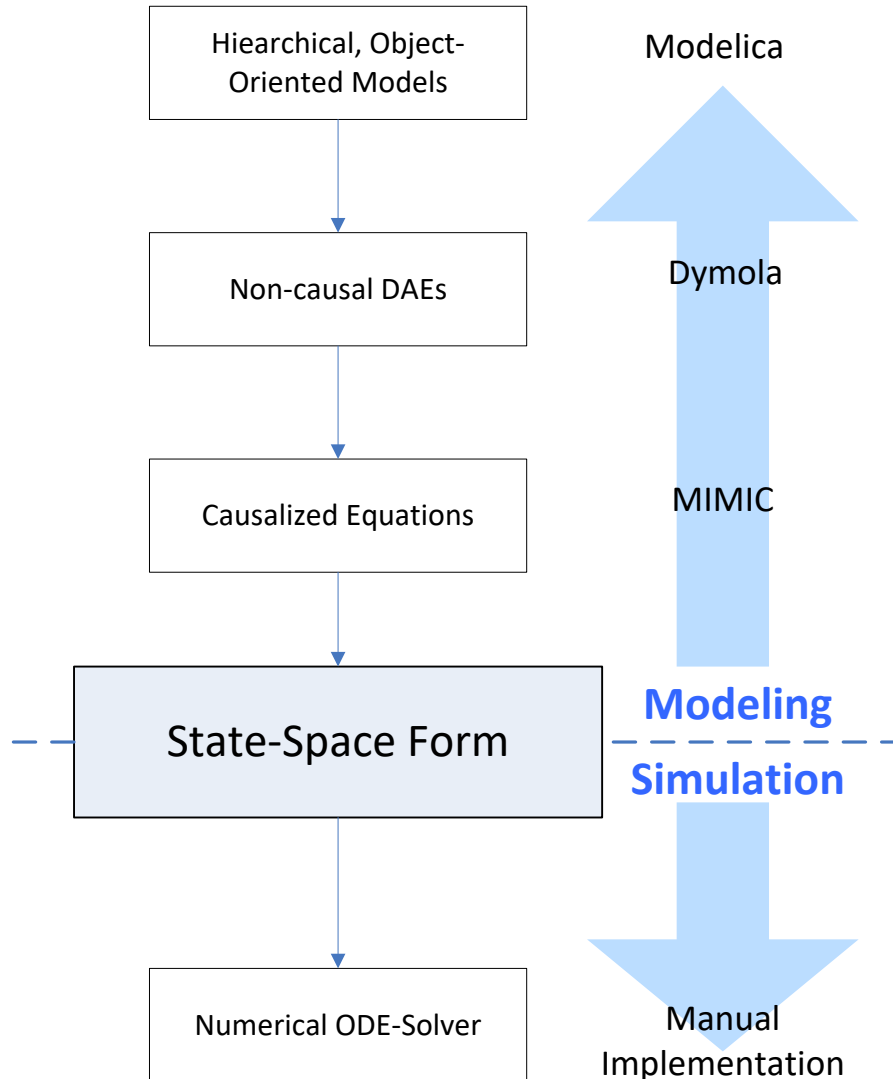 Hiearchical, Object-
Oriented Models
Modelica
Non-causal DAEs
Dymola
Causalized Equations
MIMIC
State-Space Form
Modeling
Simulation
Numerical ODE-Solver
Manual
Implementation